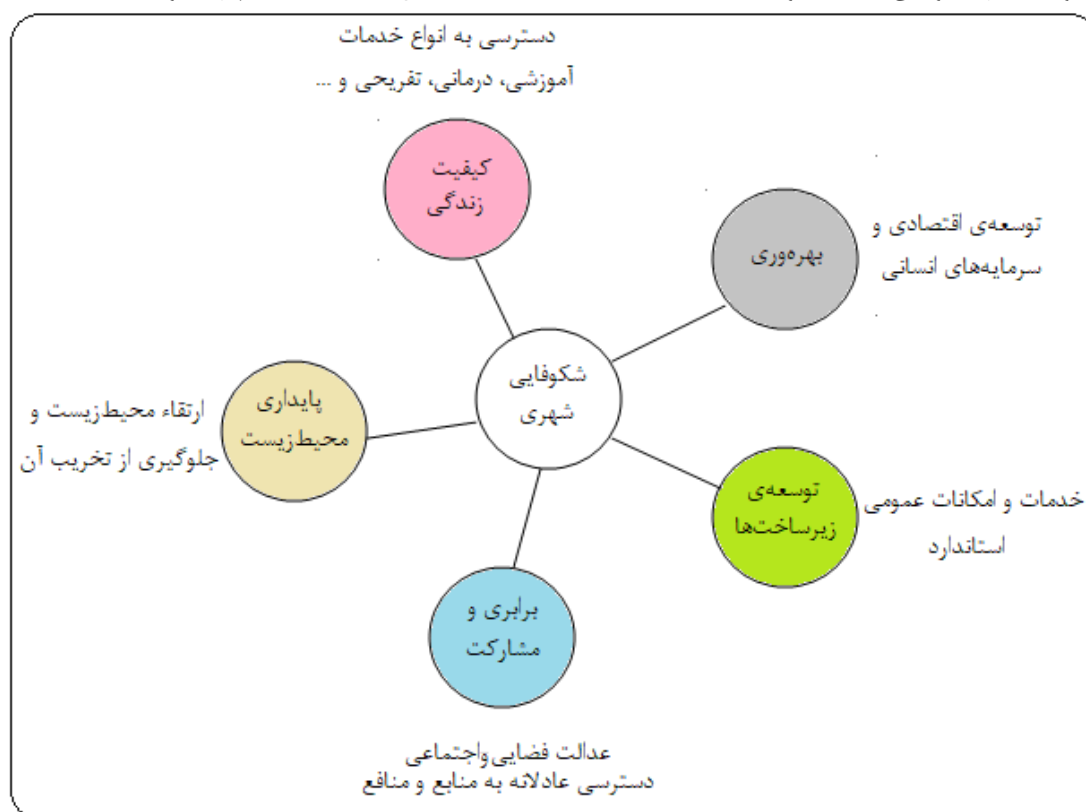 دسترسی به انواع خدمات
آموزشی، درمانی، تفریحی و ...
کیفیت
زندگی
بهره‌وری
توسعه‌ی اقتصادی و
سرمایه‌های انسانی
شکوفایی
شهری
پایداری
محیط‌زیست
ارتقاء محیط‌زیست و
جلوگیری از تخریب آن
توسعه‌ی
زیرساخت‌ها
خدمات و امکانات عمومی
استاندارد
برابری و
مشارکت
عدالت فضایی‌واجتماعی
دسترسی عادلانه به منابع و منافع